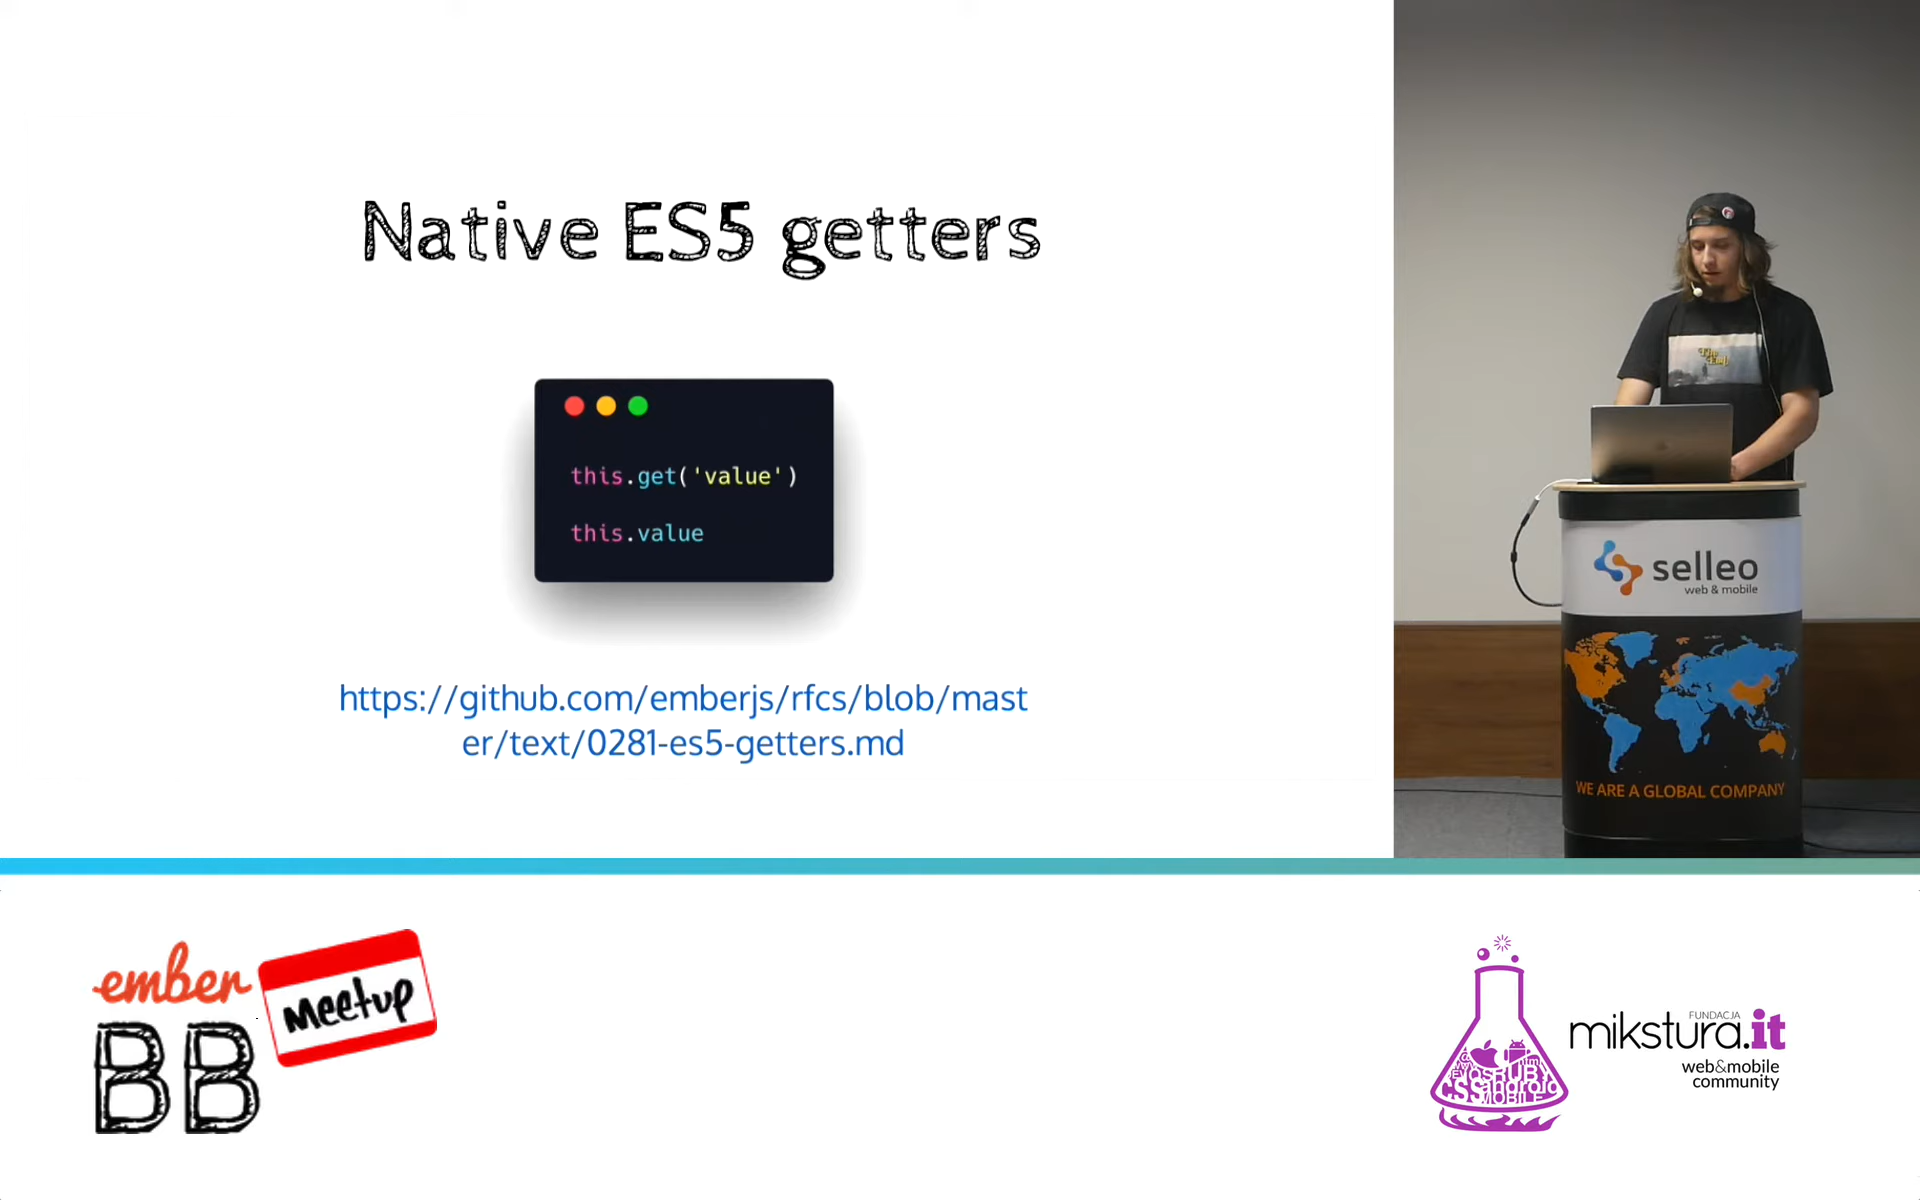 Native ES5 getters
this.get('value')
this.value
https://github.com/emberjs/rfcs/blob/mast
er/text/0281-es5-getters.md
selleo
web & mobile
WE ARE A GLOBAL COMPANY
ember
BB
Meetup
FUNDACJA
mikstura.it
web&mobile
community